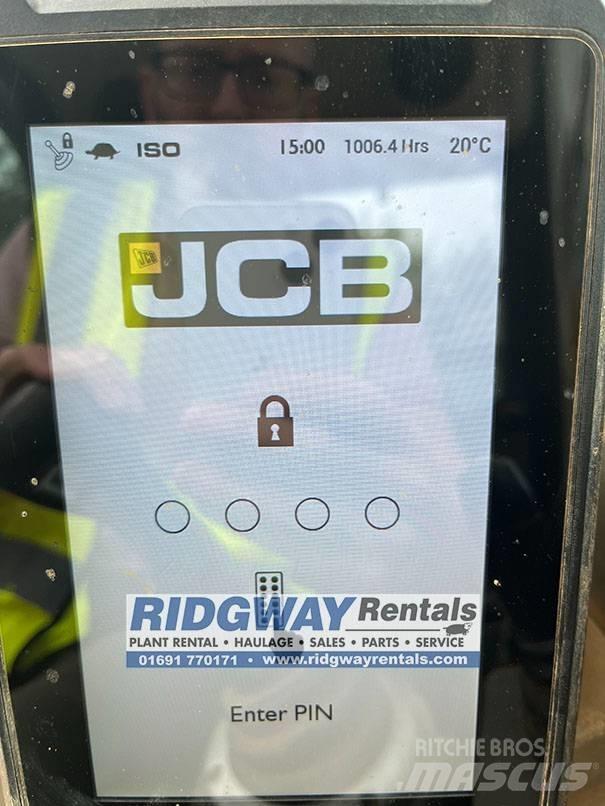 ISO 15:00 1006.4 Hrs 20°C
JCB
JCB
RIDGWAY Rentals
PLANT RENTAL • HAULAGE • SALES • PARTS • SERVICE
01691 770171 • www.ridgwayrentals.com
Enter PIN
RITCHIE BROS.
MASCUS